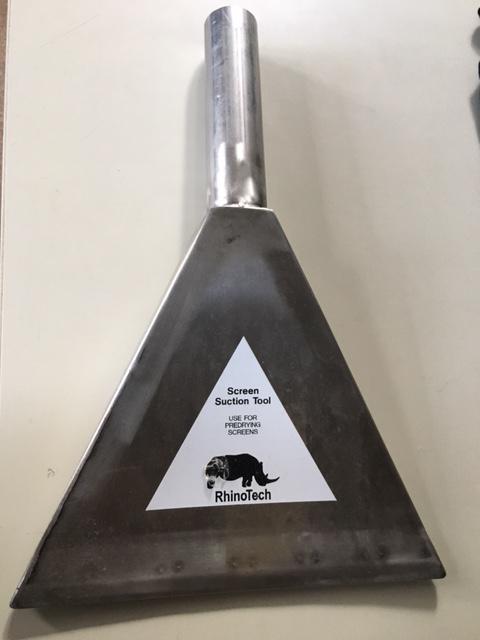 Screen
Suction Tool
USE FOR
PREDRYING
SCREENS
RhinoTech